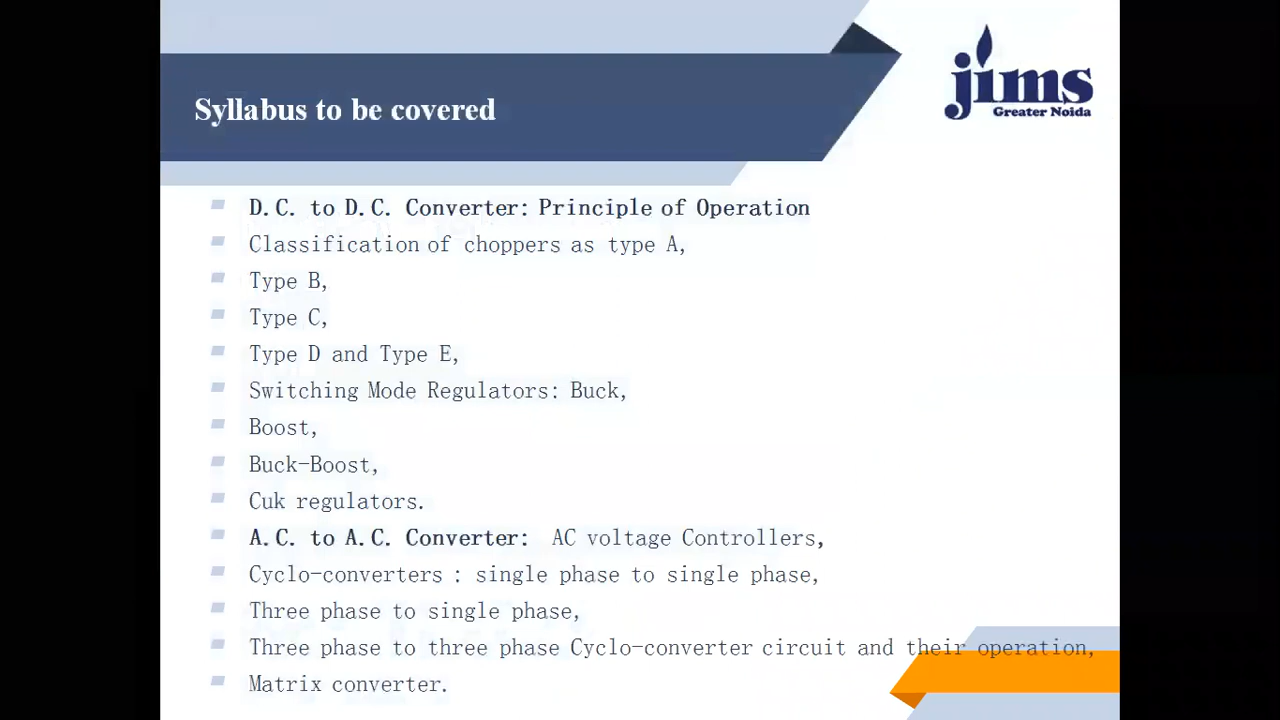 Syllabus to be covered
jims
Greater Noida
D.C. to D.C. Converter: Principle of Operation
Classification of choppers as type A,
Type B,
Type C,
Type D and Type E,
Switching Mode Regulators: Buck,
Boost,
Buck-Boost,
Cuk regulators.
A.C. to A.C. Converter: AC voltage Controllers,
Cyclo-converters : single phase to single phase,
Three phase to single phase,
Three phase to three phase Cyclo-converter circuit and their operation,
Matrix converter.